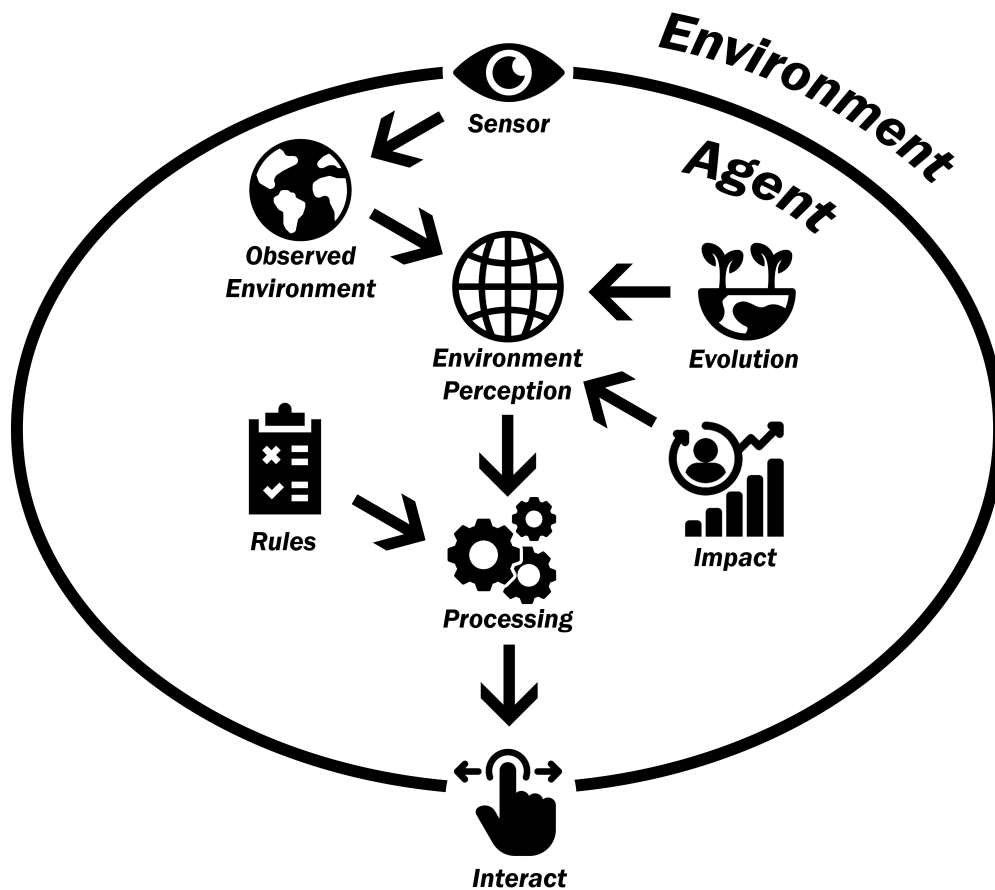 Environment
Sensor
Agent
Observed
Environment
Environment
Perception
Evolution
Rules
Impact
Processing
Interact